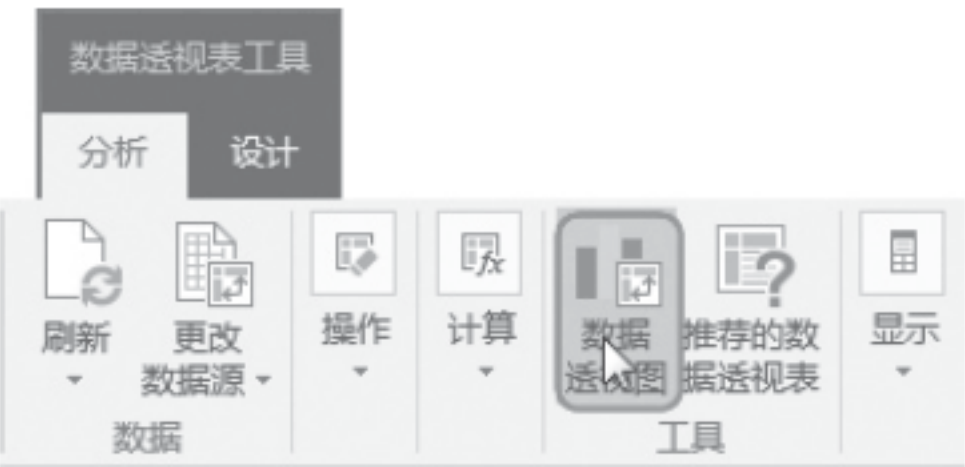 数据透视表工具
分析 设计
刷新 更改 操作 计算 数据 推荐的数 显示
数据源 透视图 据透视表
数据 工具